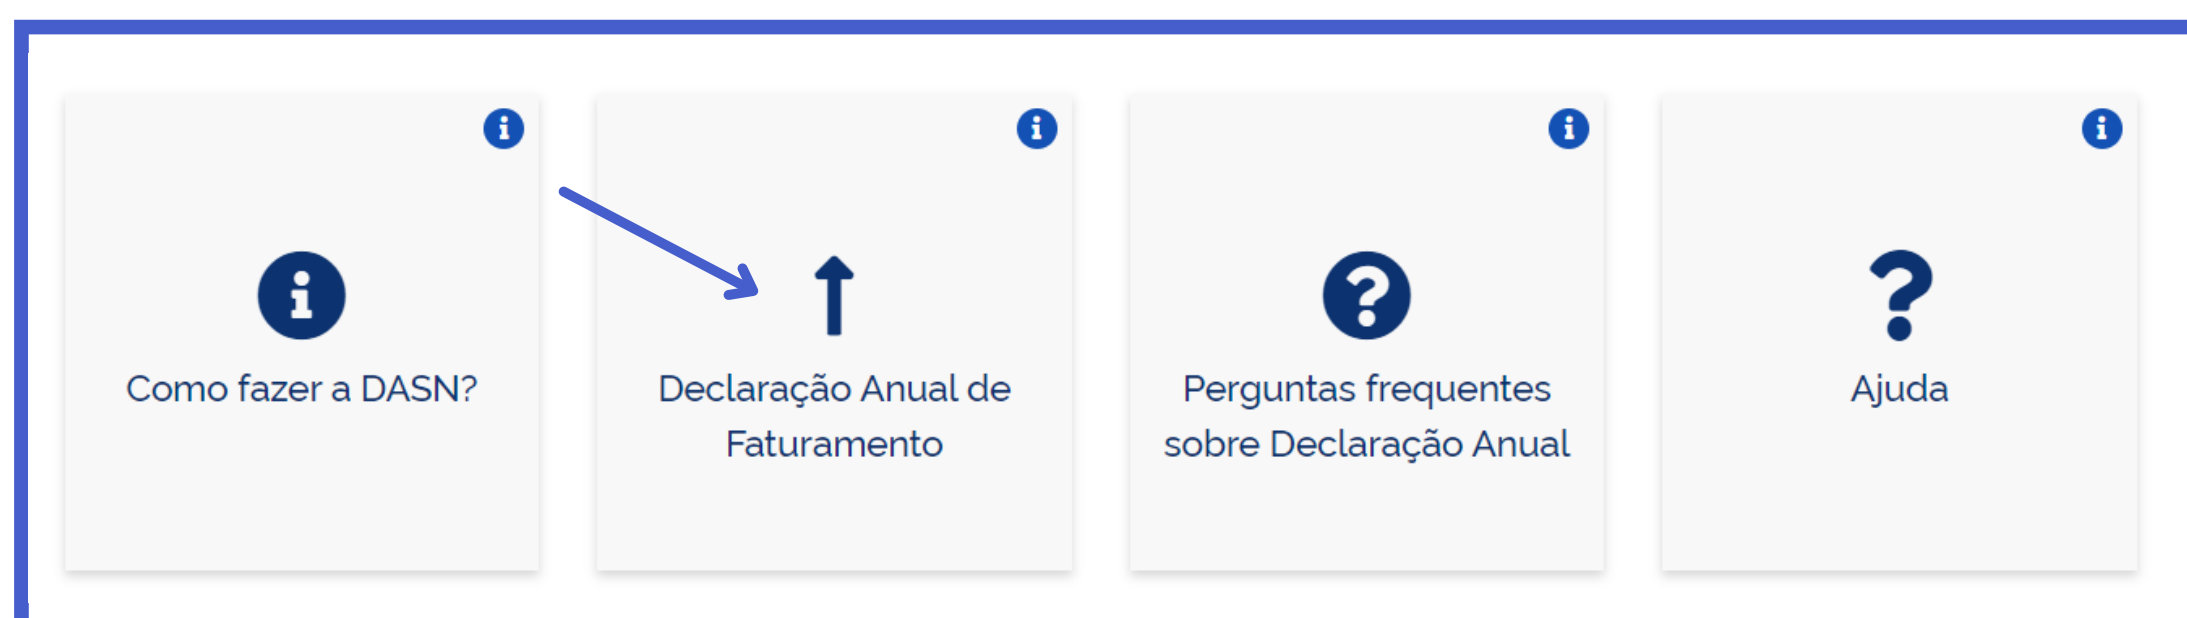 Como fazer a DASN?
Declaração Anual de
Faturamento
Perguntas frequentes
sobre Declaração Anual
Ajuda